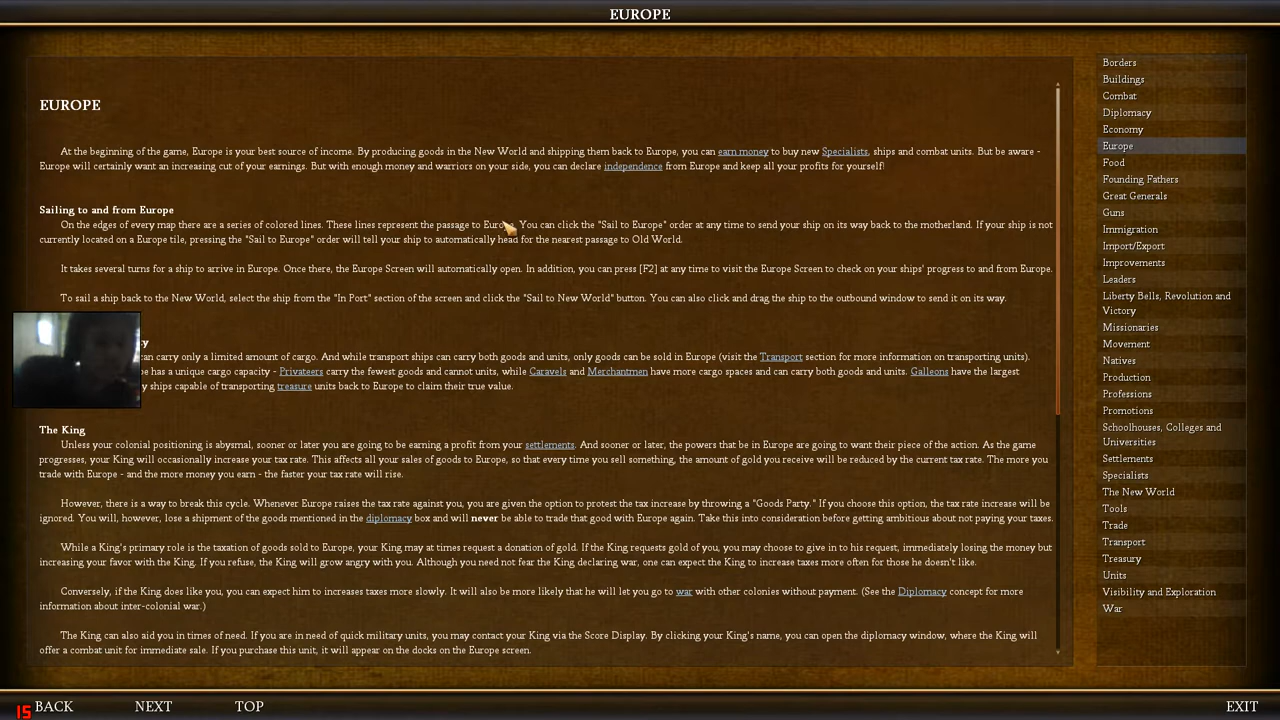 EUROPE
EUROPE
At the beginning of the game, Europe is your best source of income. By producing goods in the New World and shipping them back to Europe, you can earn money to buy new Specialists, ships and combat units. But be aware -
Europe will certainly want an increasing cut of your earnings. But with enough money and warriors on your side, you can declare independence from Europe and keep all your profits for yourself!
Sailing to and from Europe
On the edges of every map there are a series of colored lines. These lines represent the passage to You can click the "Sail to Europe" order at any time to send your ship on its way back to the motherland. If your ship is not
currently located on a Europe tile, pressing the "Sail to Europe" order will tell your ship to automatically head for the nearest passage to Old World.
It takes several turns for a ship to arrive in Europe. Once there, the Europe Screen will automatically open. In addition, you can press [F2] at any time to visit the Europe Screen to check on your ships' progress to and from Europe.
To sail a ship back to the New World, select the ship from the "In Port" section of the screen and click the "Sail to New World" button. You can also click and drag the ship to the outbound window to send it on its way.
can carry only a limited amount of cargo. And while transport ships can carry both goods and units, only goods can be sold in Europe (visit the Transport section for more information on transporting units).
has a unique cargo capacity - Privateers carry the fewest goods and cannot units, while Caravels and Merchantmen have more cargo spaces and can carry both goods and units. Galleons have the largest
ships capable of transporting treasure units back to Europe to claim their true value.
The King
Unless your colonial positioning is abysmal, sooner or later you are going to be earning a profit from your settlements. And sooner or later, the powers that be in Europe are going to want their piece of the action. As the game
progresses, your King will occasionally increase your tax rate. This affects all your sales of goods to Europe, so that every time you sell something, the amount of gold you receive will be reduced by the current tax rate. The more you
trade with Europe - and the more money you earn - the faster your tax rate will rise.
However, there is a way to break this cycle. Whenever Europe raises the tax rate against you, you are given the option to protest the tax increase by throwing a "Goods Party." If you choose this option, the tax rate increase will be
ignored. You will, however, lose a shipment of the goods mentioned in the diplomacy box and will never be able to trade that good with Europe again. Take this into consideration before getting ambitious about not paying your taxes.
While a King's primary role is the taxation of goods sold to Europe, your King may at times request a donation of gold. If the King requests gold of you, you may choose to give in to his request, immediately losing the money but
increasing your favor with the King. If you refuse, the King will grow angry with you. Although you need not fear the King declaring war, one can expect the King to increase taxes more often for those he doesn't like.
Conversely, if the King does like you, you can expect him to increases taxes more slowly. It will also be more likely that he will let you go to war with other colonies without payment. (See the Diplomacy concept for more
information about inter-colonial war.)
The King can also aid you in times of need. If you are in need of quick military units, you may contact your King via the Score Display. By clicking your King's name, you can open the diplomacy window, where the King will
offer a combat unit for immediate sale. If you purchase this unit, it will appear on the docks on the Europe screen.
Borders
Buildings
Combat
Diplomacy
Economy
Europe
Food
Founding Fathers
Great Generals
Guns
Immigration
Import/Export
Improvements
Leaders
Liberty Bells, Revolution and
Victory
Missionaries
Movement
Natives
Production
Professions
Promotions
Schoolhouses, Colleges and
Universities
Settlements
Specialists
The New World
Tools
Trade
Transport
Treasury
Units
Visibility and Exploration
War
15 BACK
NEXT
TOP
EXIT